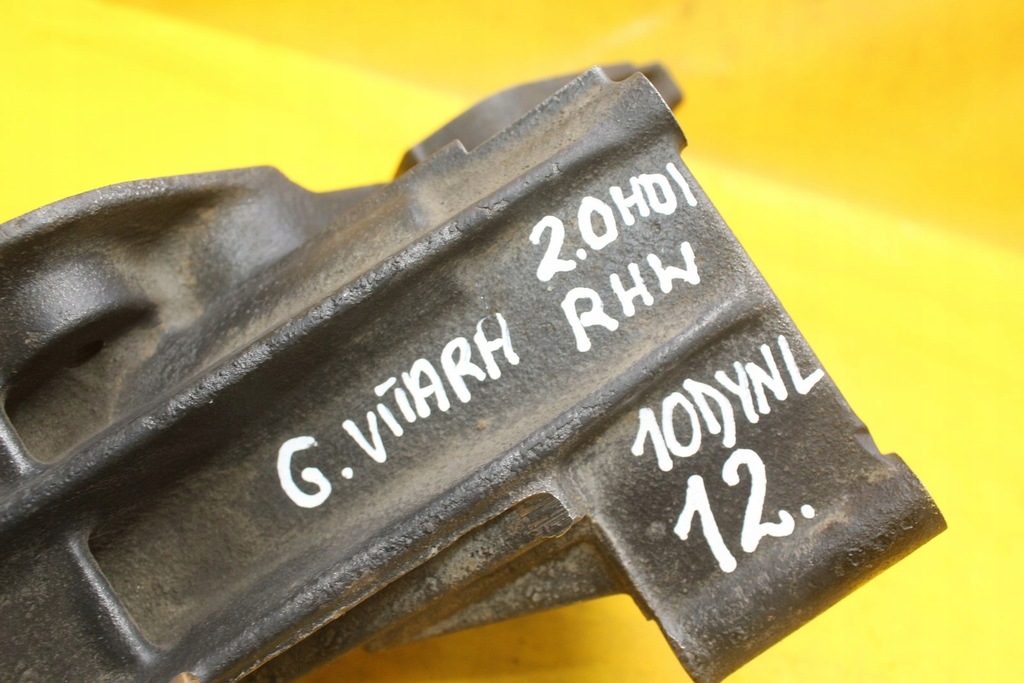 2.0HDI
RHW
G.VITARA
10DYNL
12.